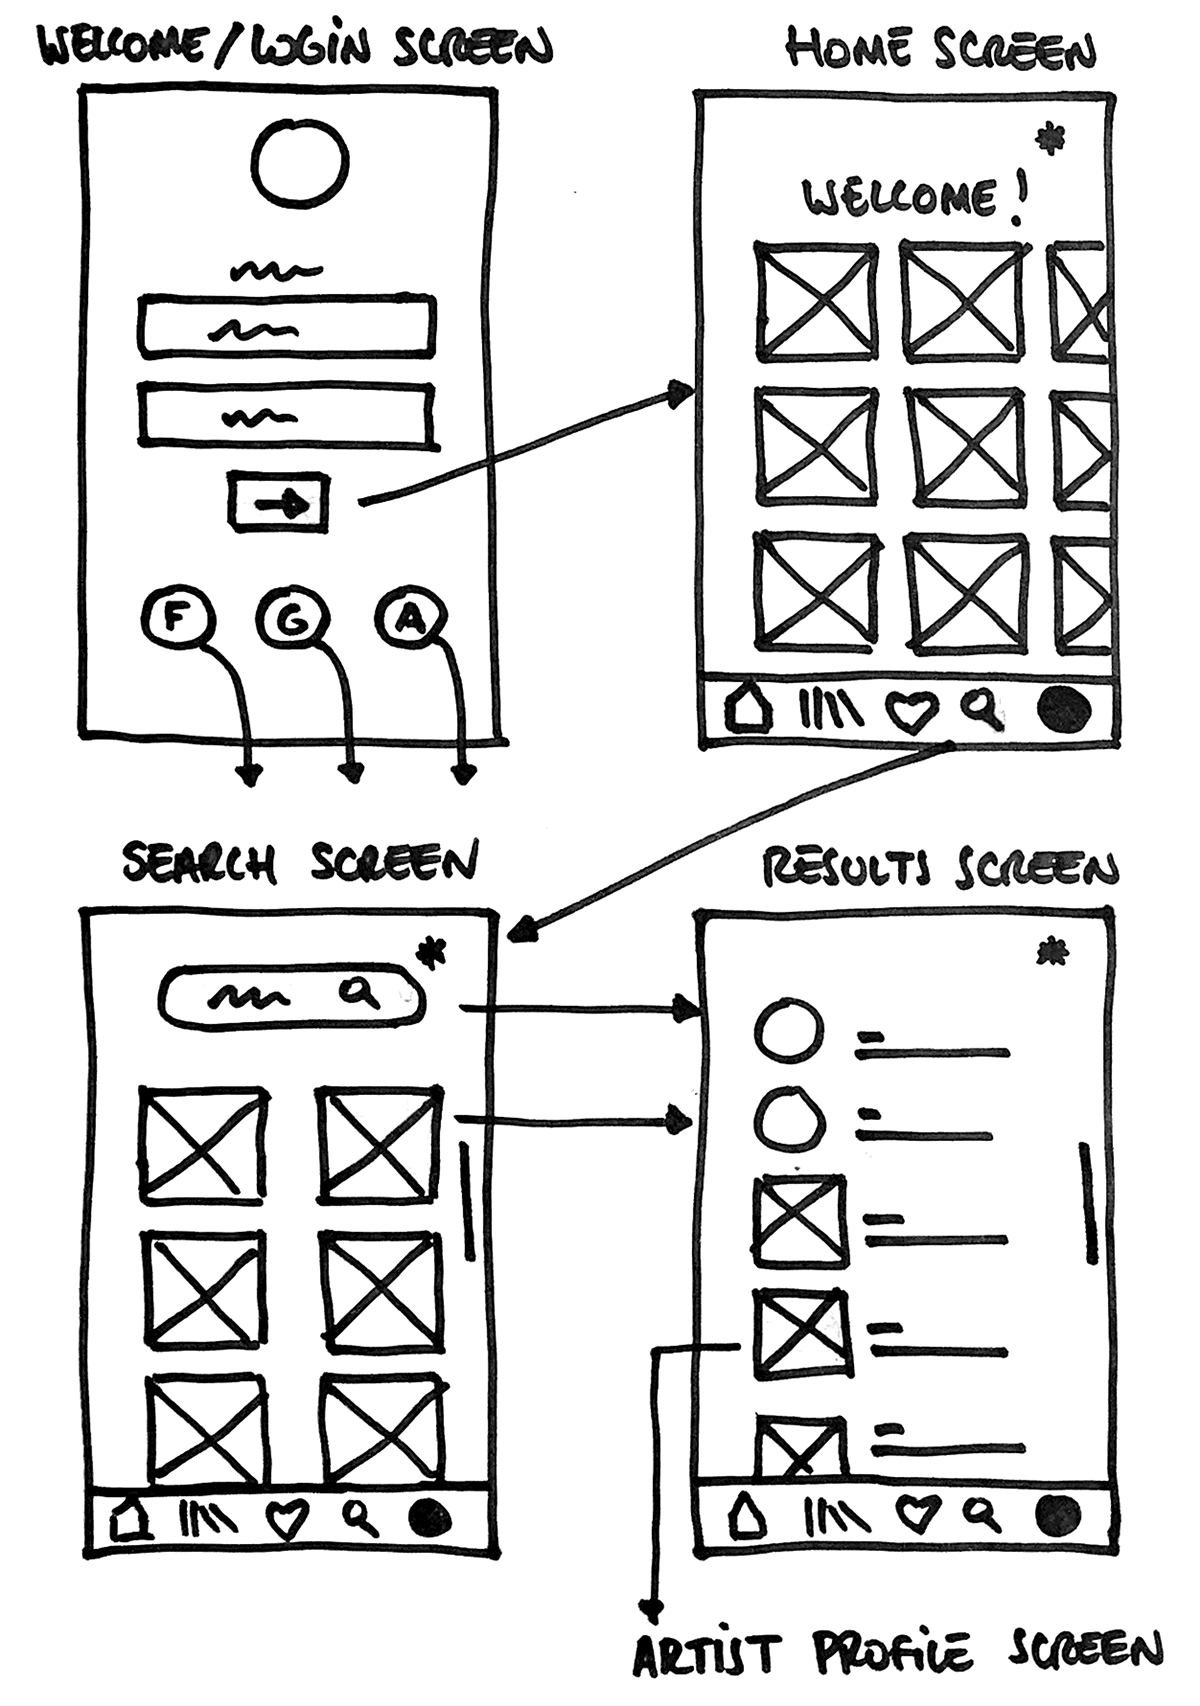 WELCOME/LOGIN SCREEN
F G A
HOME SCREEN
WELCOME!
SEARCH SCREEN
RESULTS SCREEN
ARTIST PROFILE SCREEN